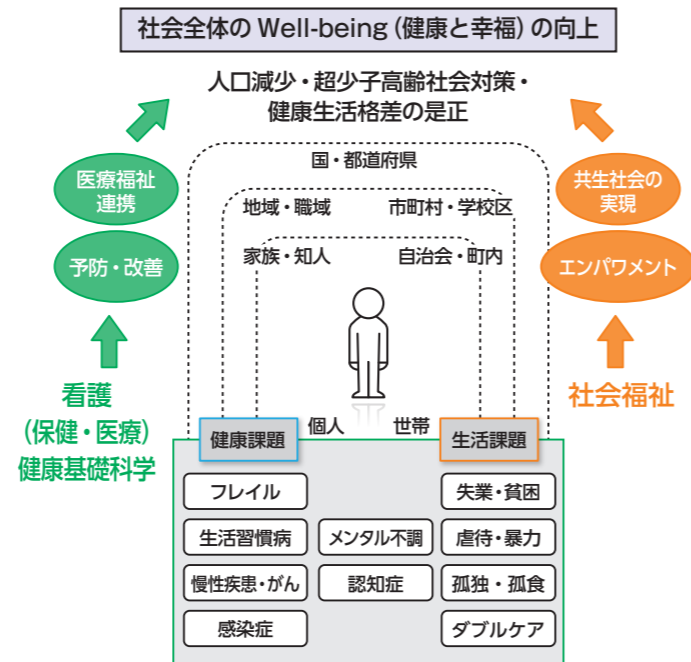 社会全体の Well-being (健康と幸福) の向上
人口減少・超少子高齢社会対策・
健康生活格差の是正
国・都道府県
医療福祉
連携
共生社会の
実現
地域・職域
市町村・学校区
予防・改善
家族・知人
自治会・町内
エンパワメント
看護
(保健・医療)
健康基礎科学
社会福祉
健康課題
個人
世帯
生活課題
フレイル
失業・貧困
生活習慣病
メンタル不調
虐待・暴力
慢性疾患・がん
認知症
孤独・孤食
感染症
ダブルケア